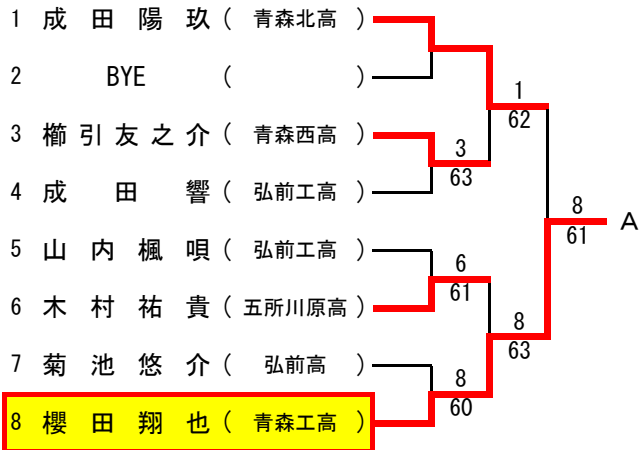 1 成田陽玖 ( 青森北高 )
2 BYE ( )
3 櫛引友之介 ( 青森西高 )
4 成田響 ( 弘前工高 )
5 山内楓唄 ( 弘前工高 )
6 木村祐貴 ( 五所川原高 )
7 菊池悠介 ( 弘前高 )
8 櫻田翔也 ( 青森工高 )
3
63
6
61
8
60
1
62
8
63
8
61
A